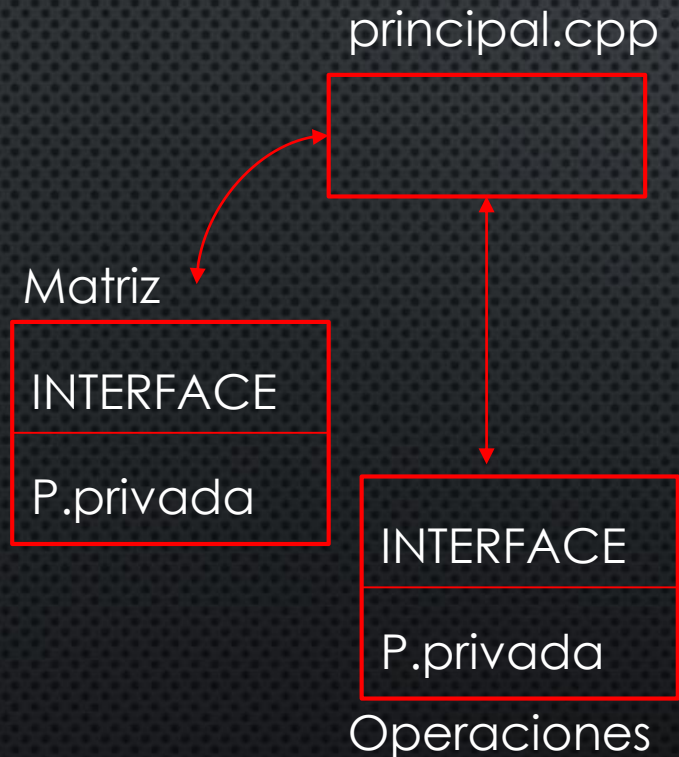 principal.cpp
Matriz
INTERFACE
P.privada
INTERFACE
P.privada
Operaciones